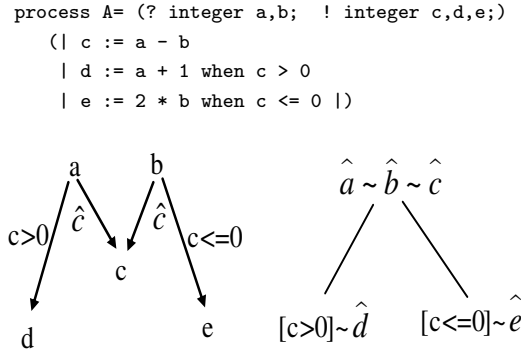 process A= (? integer a,b; ! integer c,d,e;)
(| c := a - b
| d := a + 1 when c > 0
| e := 2 * b when c <= 0 |)
a b
c>0 ĉ ĉ c<=0
c
d e
â ~ b̂ ~ ĉ
[c>0]~d̂ [c<=0]~ê